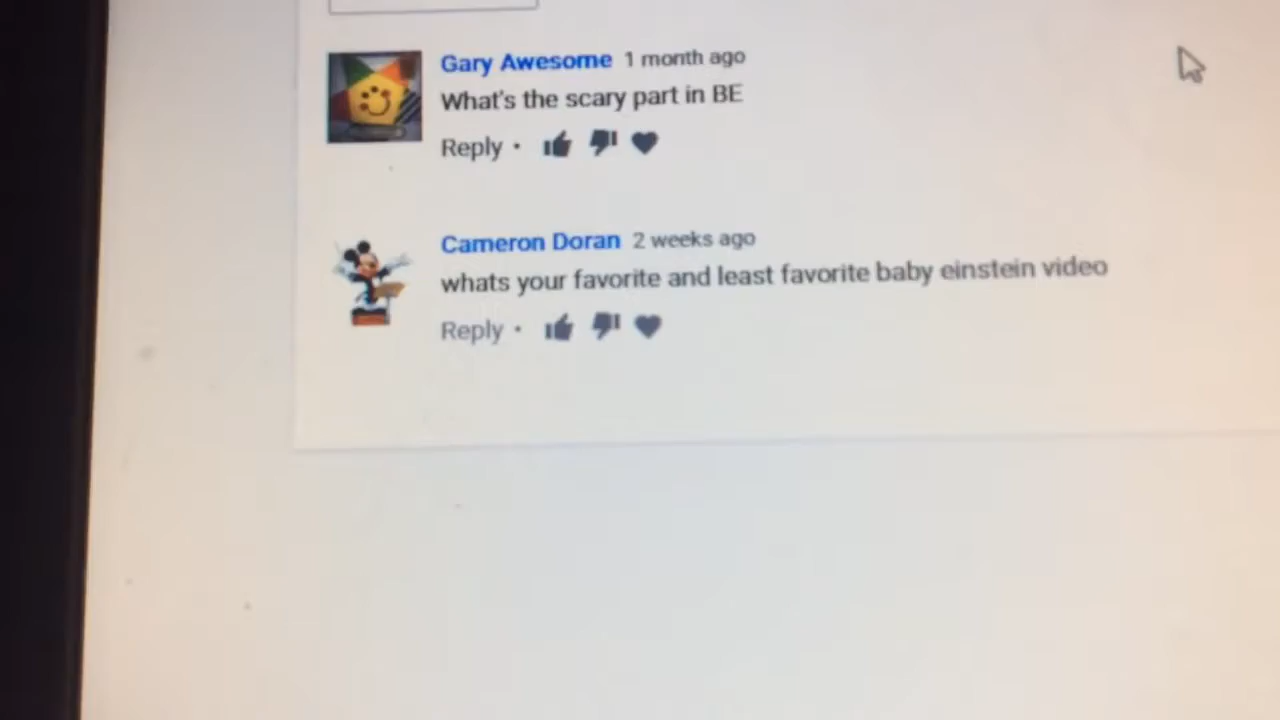 Gary Awesome 1 month ago
What's the scary part in BE
Reply •
Cameron Doran 2 weeks ago
whats your favorite and least favorite baby einstein video
Reply •